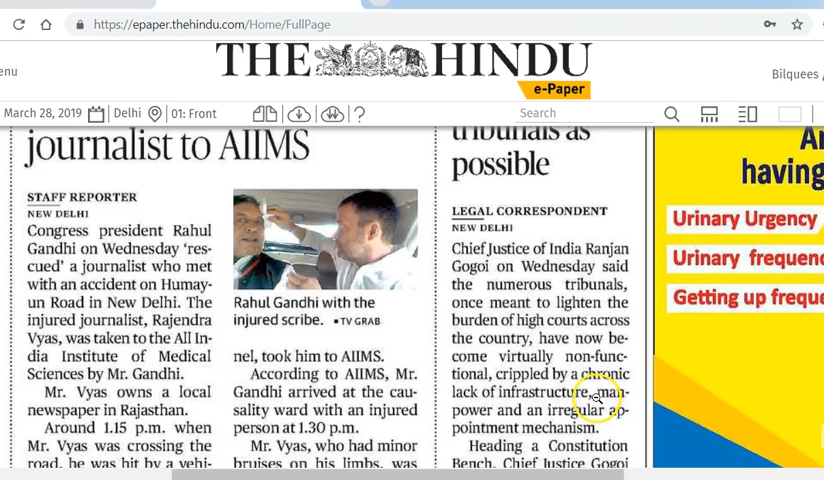 https://epaper.thehindu.com/Home/FullPage
THE HINDU
e-Paper
enu
Bilquees
March 28, 2019 Delhi 01: Front
Search
journalist to AIIMS
STAFF REPORTER
NEW DELHI
Congress president Rahul
Gandhi on Wednesday ‘res-
cued’ a journalist who met
with an accident on Humay-
un Road in New Delhi. The
injured journalist, Rajendra
Vyas, was taken to the All In-
dia Institute of Medical
Sciences by Mr. Gandhi.
Mr. Vyas owns a local
newspaper in Rajasthan.
Around 1.15 p.m. when
Mr. Vyas was crossing the
road, he was hit by a vehi-
Rahul Gandhi with the
injured scribe. ▪TV GRAB
nel, took him to AIIMS.
According to AIIMS, Mr.
Gandhi arrived at the cau-
sality ward with an injured
person at 1.30 p.m.
Mr. Vyas, who had minor
bruises on his limbs, was
tribunals as
possible
LEGAL CORRESPONDENT
NEW DELHI
Chief Justice of India Ranjan
Gogoi on Wednesday said
the numerous tribunals,
once meant to lighten the
burden of high courts across
the country, have now be-
come virtually non-func-
tional, crippled by a chronic
lack of infrastructure, man-
power and an irregular ap-
pointment mechanism.
Heading a Constitution
Bench, Chief Justice Gogoi
having
Urinary Urgency
Urinary frequen
Getting up freque